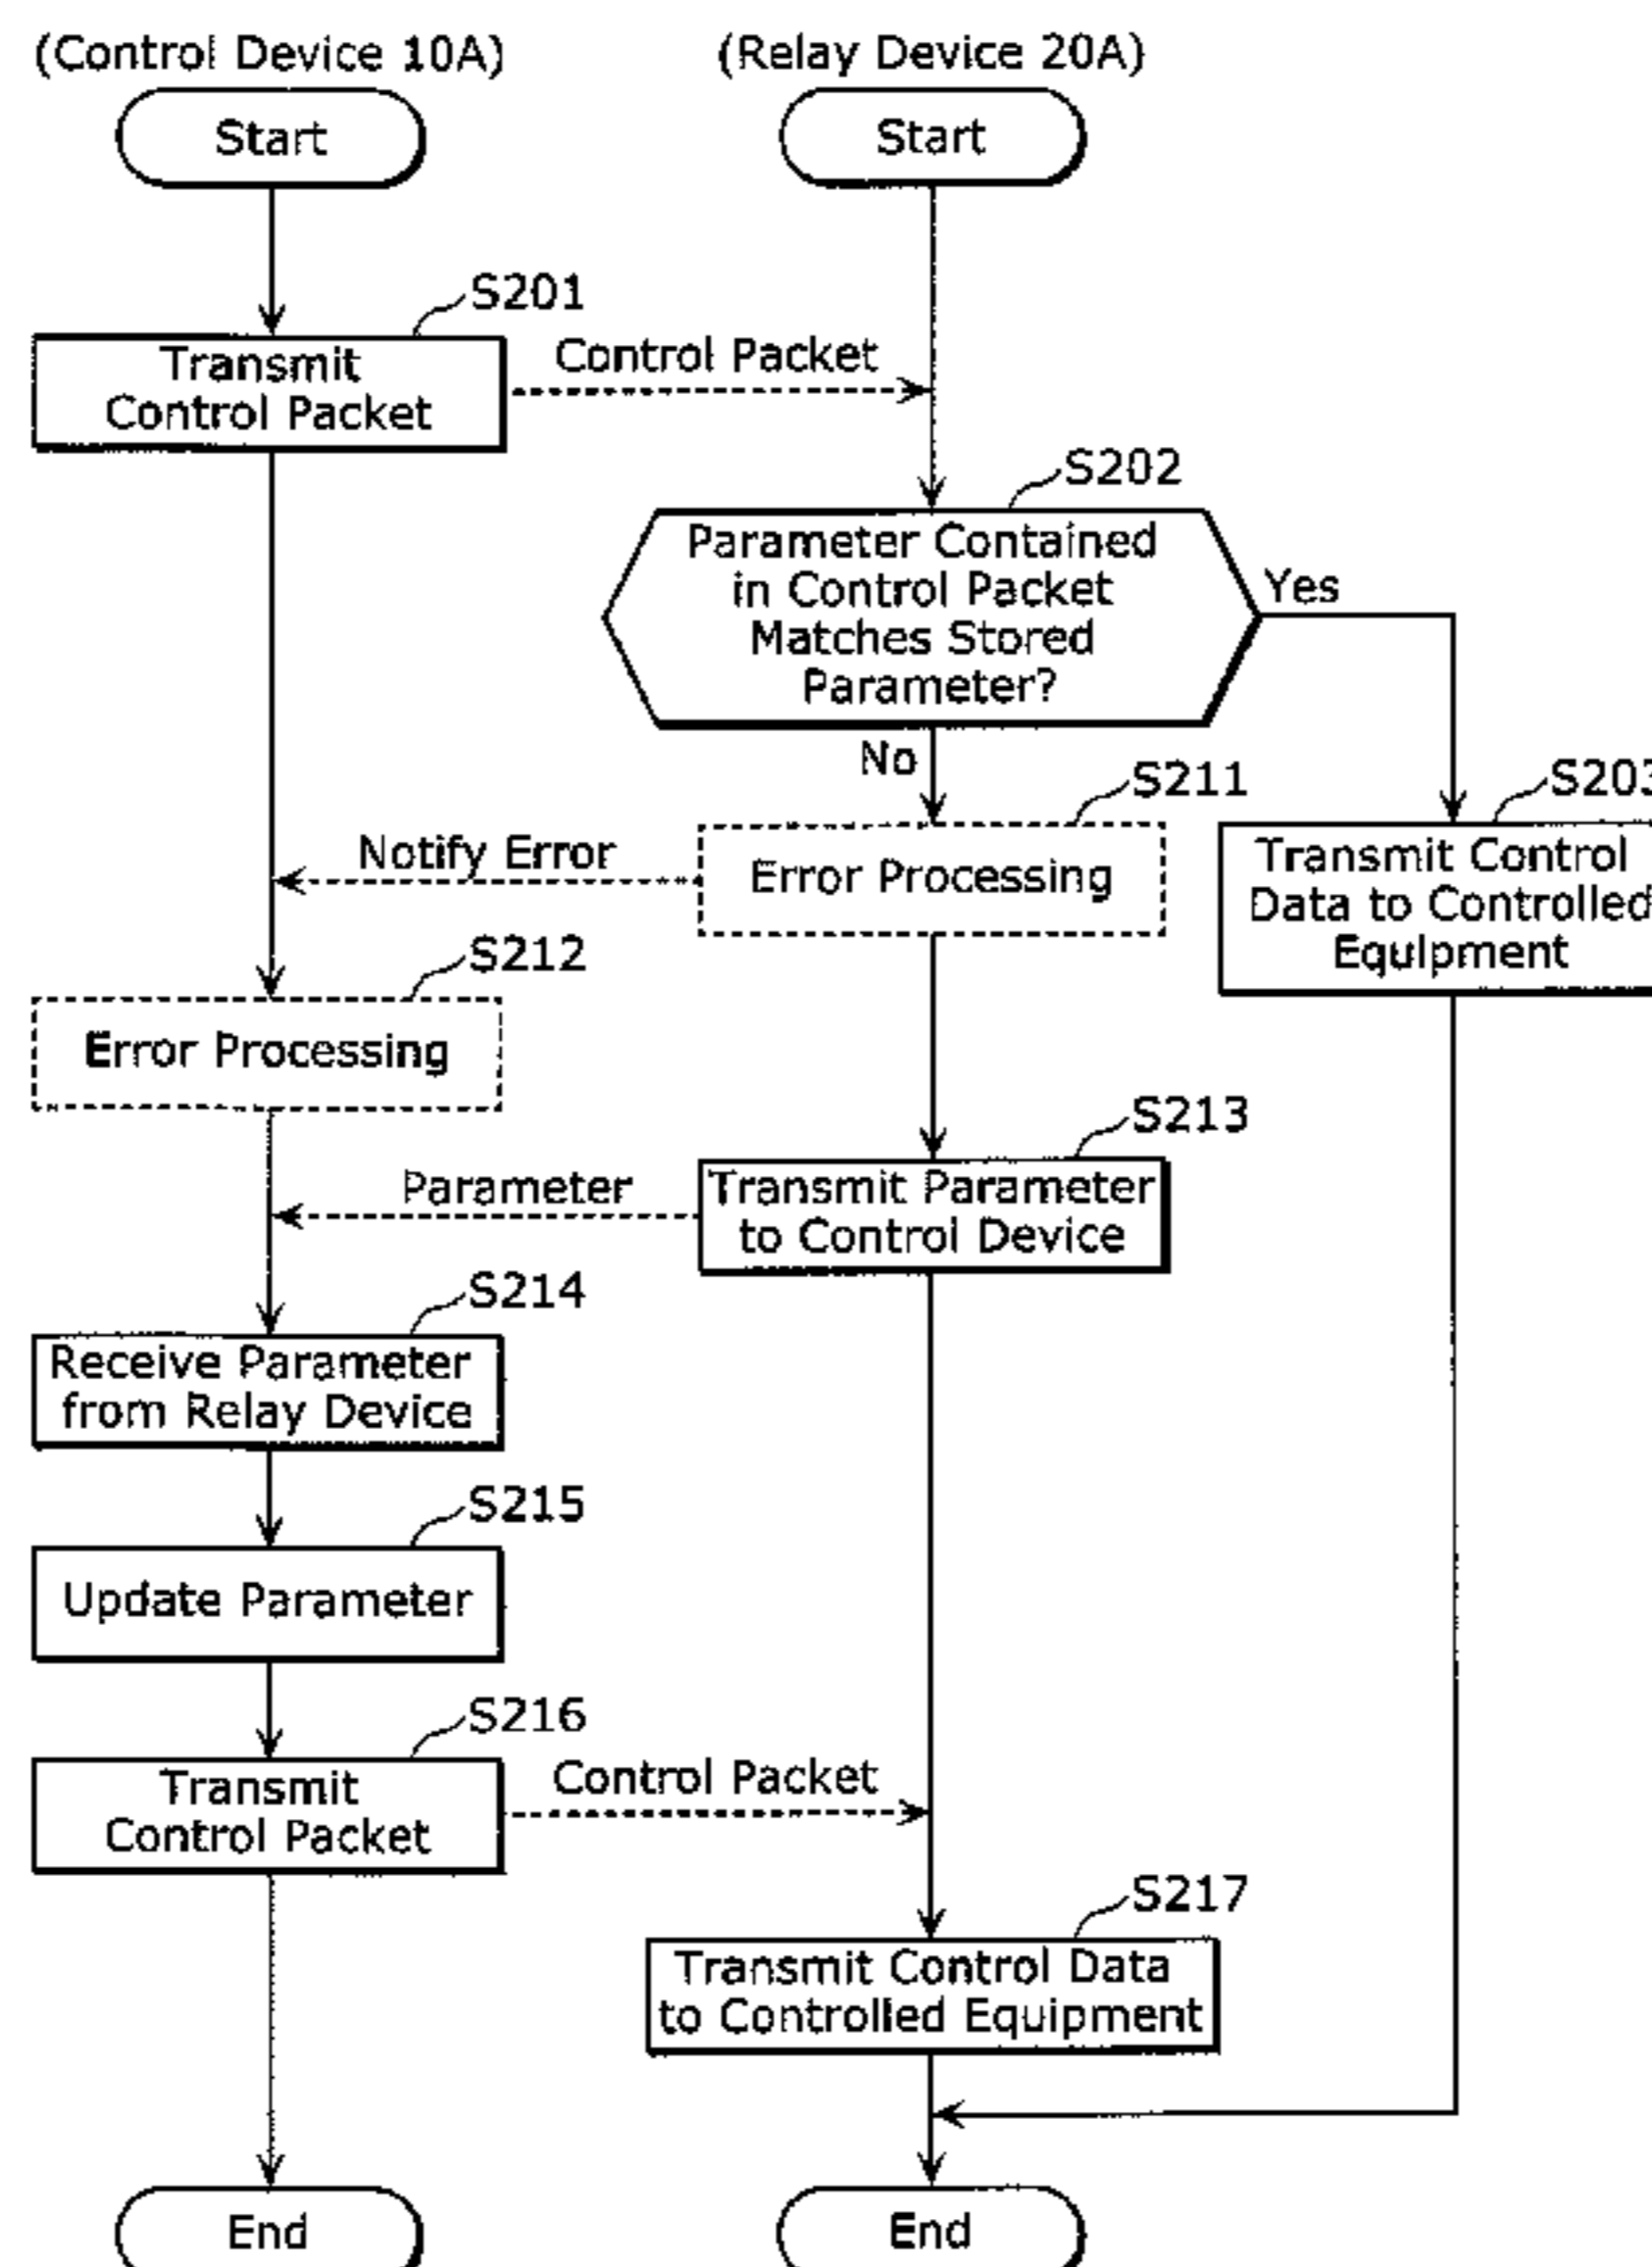 (Control Device 10A)
(Relay Device 20A)
Start
Start
S201
Transmit
Control Packet
Control Packet
S202
Parameter Contained
in Control Packet
Matches Stored
Parameter?
Yes
No
S211
S203
Notify Error
Error Processing
Transmit Control
Data to Controlled
Equipment
S212
Error Processing
S213
Parameter
Transmit Parameter
to Control Device
S214
Receive Parameter
from Relay Device
S215
Update Parameter
S216
Transmit
Control Packet
Control Packet
S217
Transmit Control Data
to Controlled Equipment
End
End